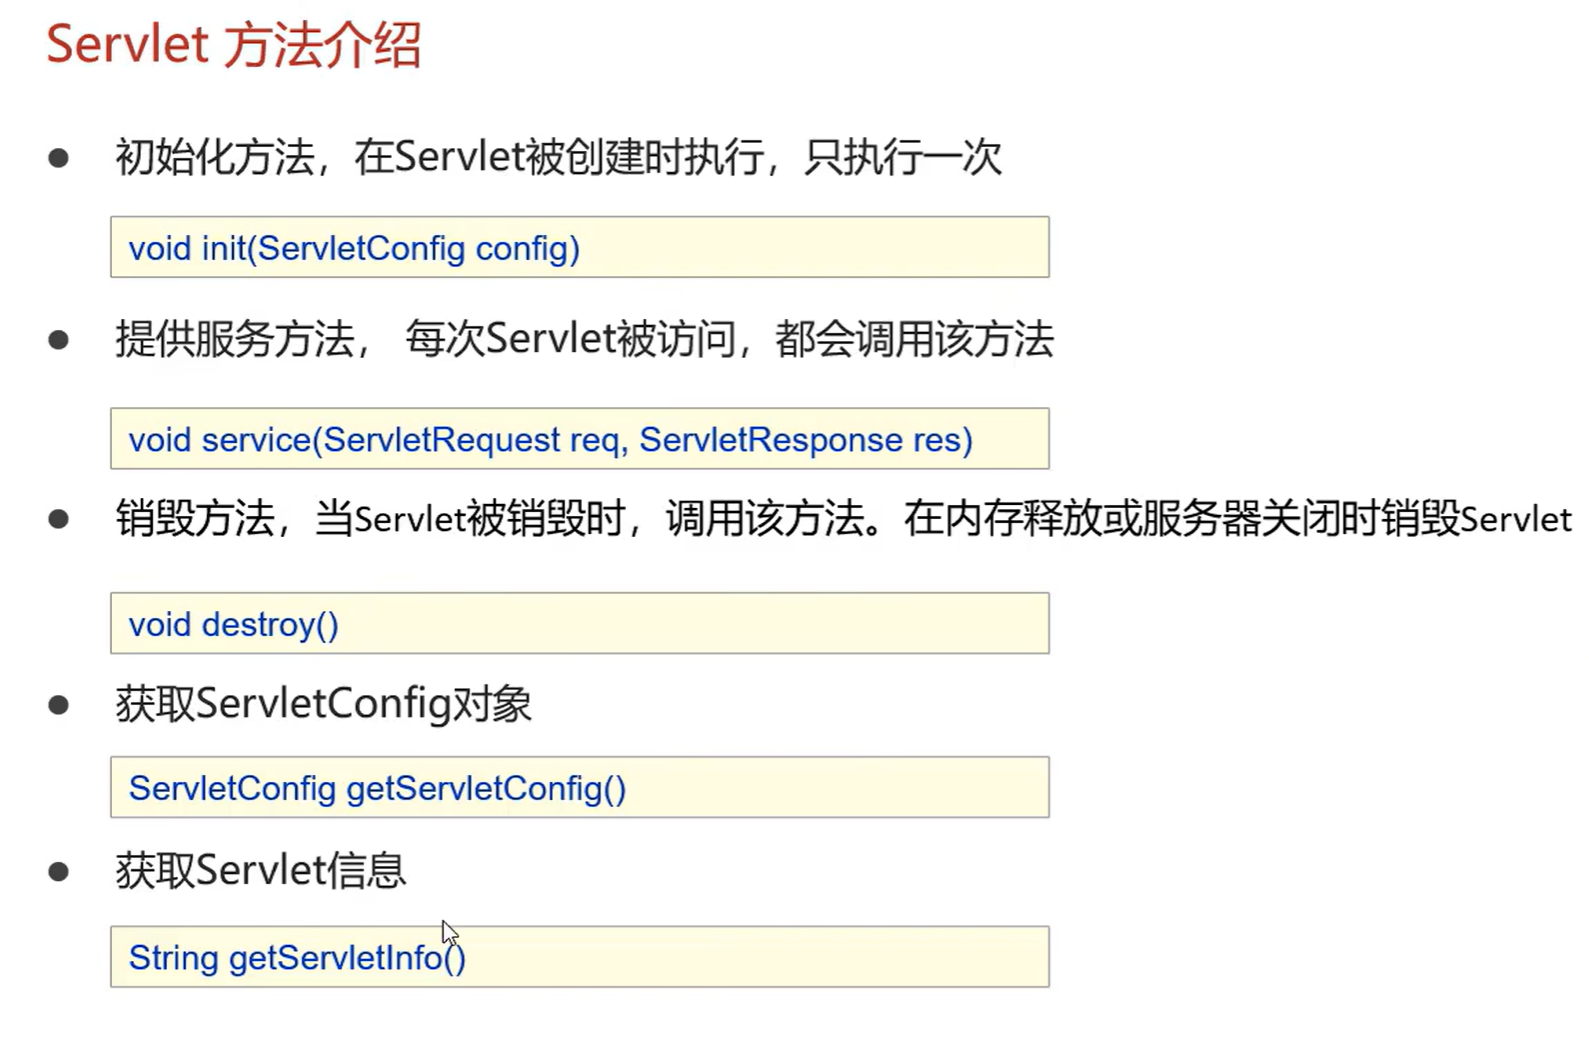 Servlet 方法介绍
初始化方法，在Servlet被创建时执行，只执行一次
void init(ServletConfig config)
提供服务方法， 每次Servlet被访问，都会调用该方法
void service(ServletRequest req, ServletResponse res)
销毁方法，当Servlet被销毁时，调用该方法。在内存释放或服务器关闭时销毁Servlet
void destroy()
获取ServletConfig对象
ServletConfig getServletConfig()
获取Servlet信息
String getServletInfo()